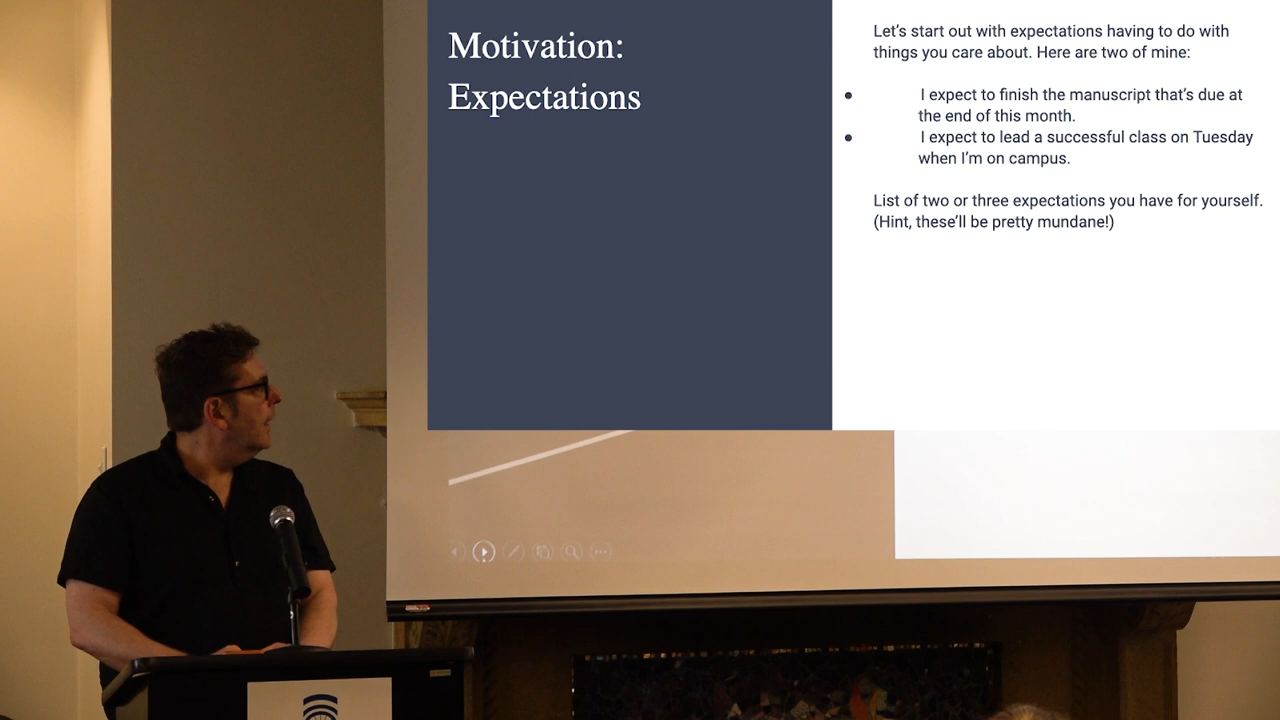 Motivation:
Expectations
Let's start out with expectations having to do with
things you care about. Here are two of mine:
● I expect to finish the manuscript that's due at
the end of this month.
● I expect to lead a successful class on Tuesday
when I'm on campus.
List of two or three expectations you have for yourself.
(Hint, these'll be pretty mundane!)